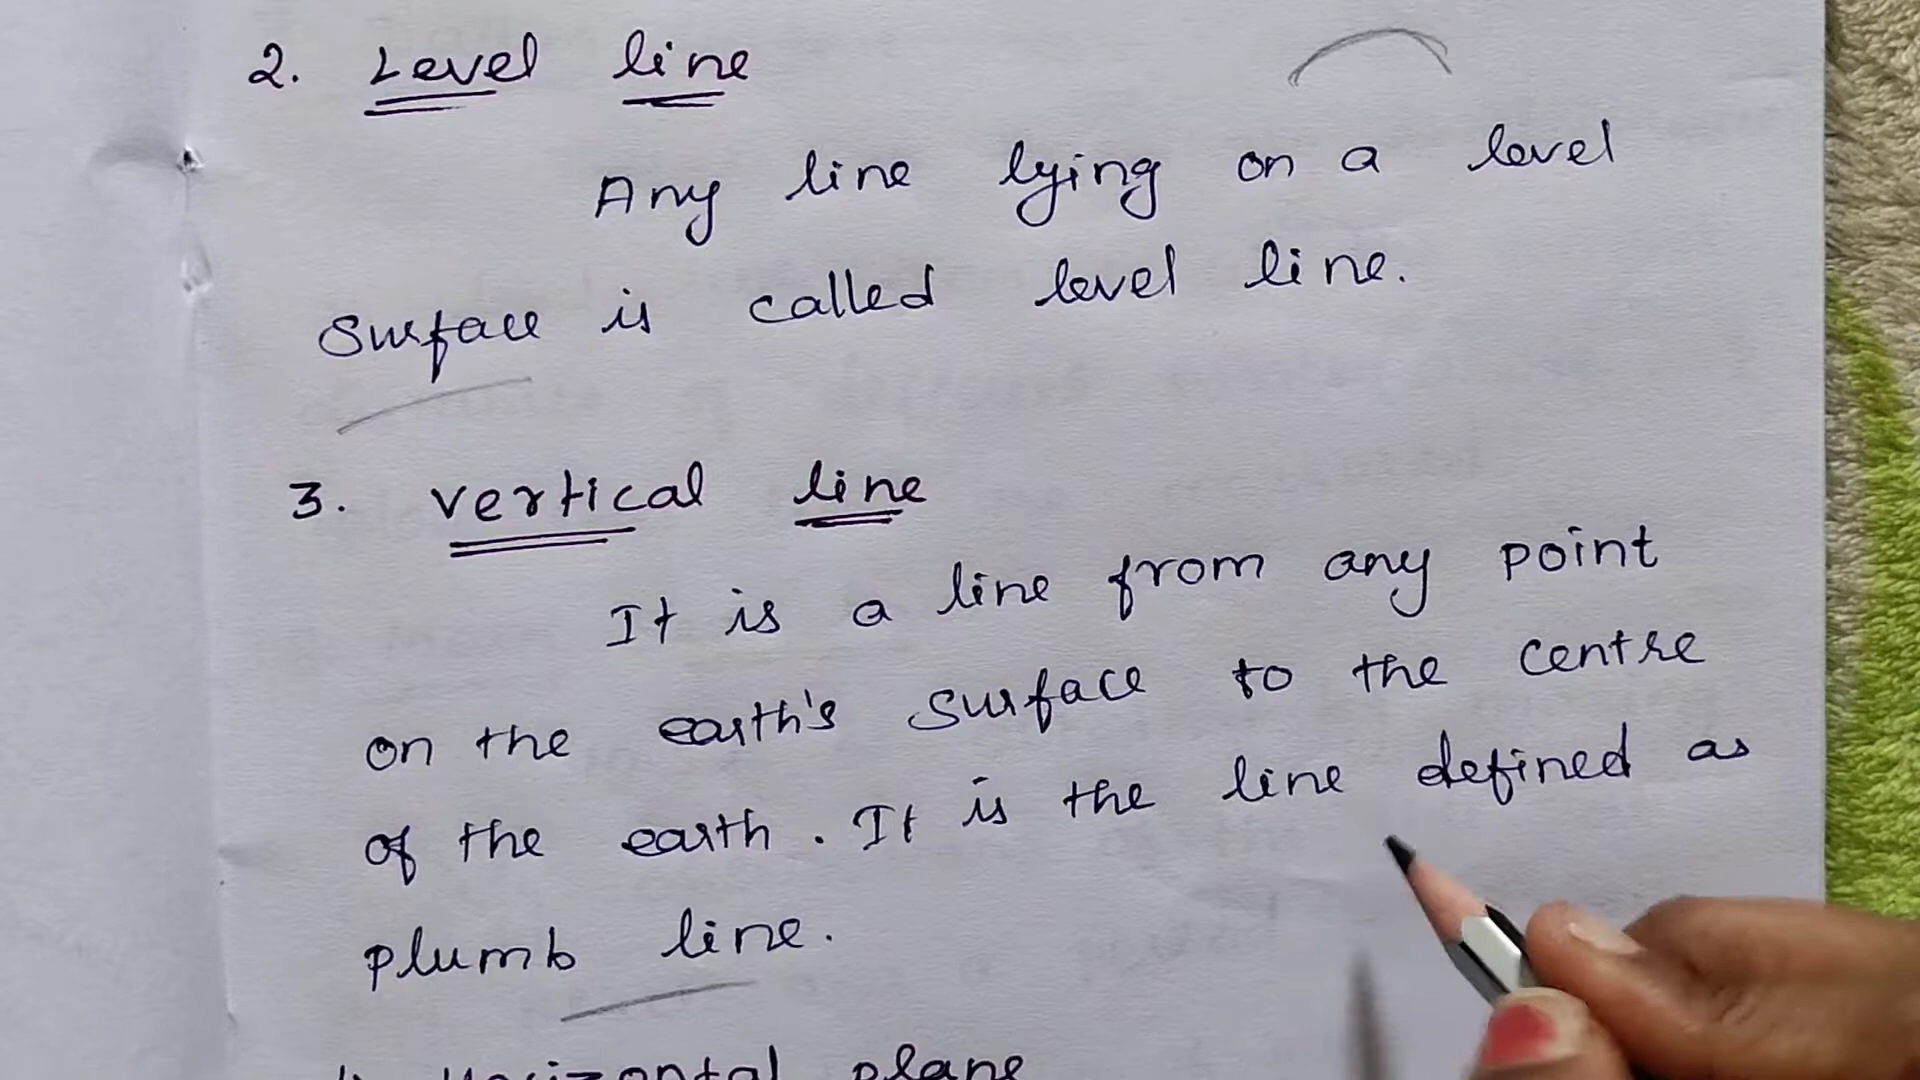 2. Level line
Any line lying on a level
Surface is called level line.
3. vertical line
It is a line from any point
on the earth's surface to the centre
of the earth. It is the line defined as
plumb line.
Horizontal plane